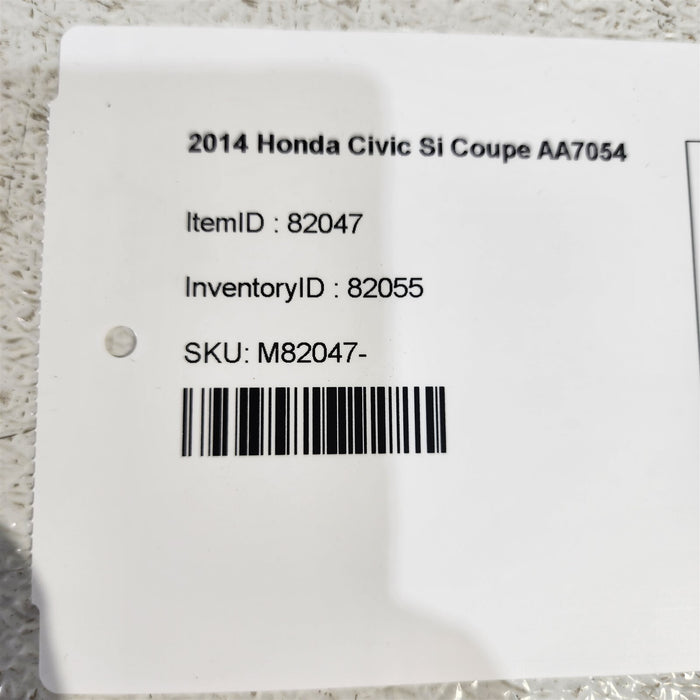 2014 Honda Civic Si Coupe AA7054
ItemID : 82047
InventoryID : 82055
SKU: M82047-